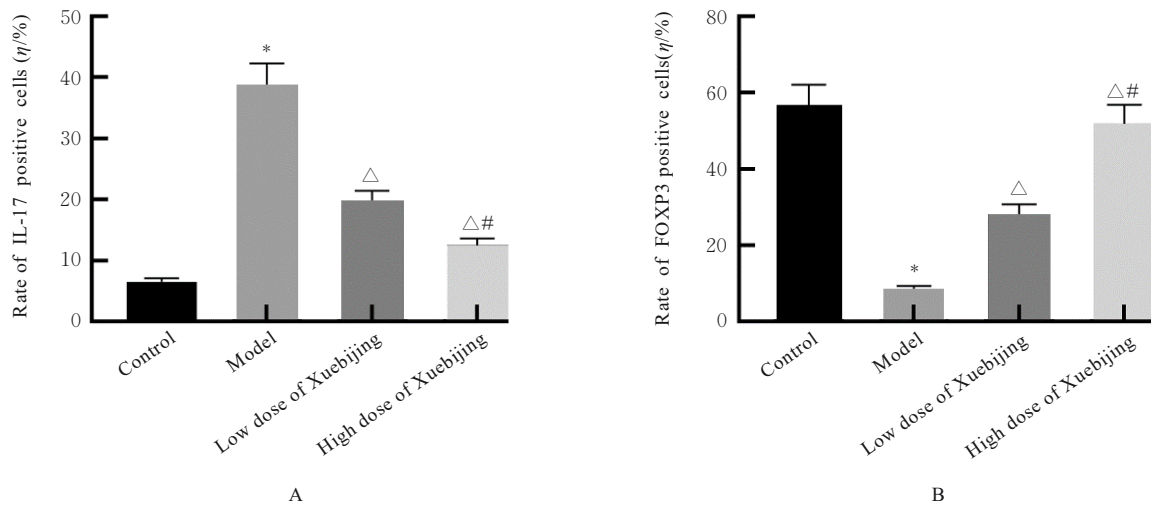 Rate of IL-17 positive cells (η/%)
50
40
30
20
10
0
*
△
△#
Control
Model
Low dose of Xuebijing
High dose of Xuebijing
A
Rate of FOXP3 positive cells(η/%)
80
60
40
20
0
*
△
△#
Control
Model
Low dose of Xuebijing
High dose of Xuebijing
B